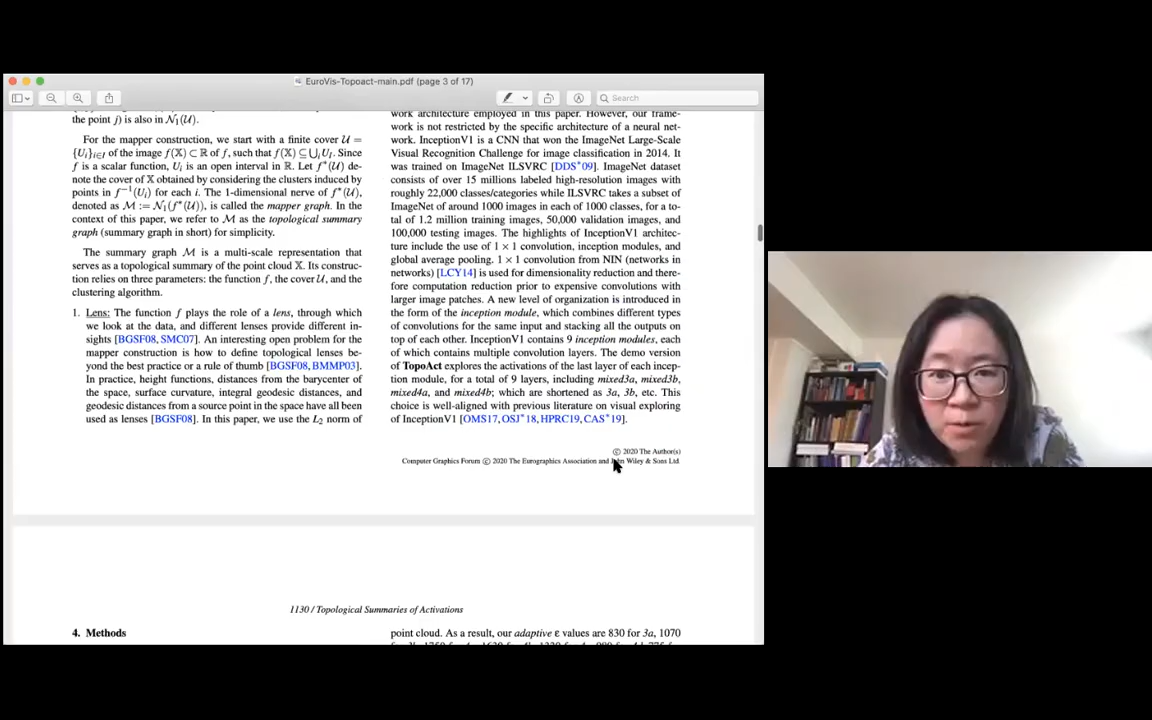 EuroVis-Topoact-main.pdf (page 3 of 17)
Search
the point j) is also in N₁(U).
For the mapper construction, we start with a finite cover U =
{Uᵢ}ᵢ∈I of the image f(𝕏) ⊂ ℝ of f, such that f(𝕏) ⊆ ⋃ᵢ Uᵢ. Since
f is a scalar function, Uᵢ is an open interval in ℝ. Let f*(U) de-
note the cover of 𝕏 obtained by considering the clusters induced by
points in f⁻¹(Uᵢ) for each i. The 1-dimensional nerve of f*(U),
denoted as M := N₁(f*(U)), is called the mapper graph. In the
context of this paper, we refer to M as the topological summary
graph (summary graph in short) for simplicity.
The summary graph M is a multi-scale representation that
serves as a topological summary of the point cloud 𝕏. Its construc-
tion relies on three parameters: the function f, the cover U, and the
clustering algorithm.
1. Lens: The function f plays the role of a lens, through which
we look at the data, and different lenses provide different in-
sights [BGSF08, SMC07]. An interesting open problem for the
mapper construction is how to define topological lenses be-
yond the best practice or a rule of thumb [BGSF08, BMMP03].
In practice, height functions, distances from the barycenter of
the space, surface curvature, integral geodesic distances, and
geodesic distances from a source point in the space have all been
used as lenses [BGSF08]. In this paper, we use the L₂ norm of
work architecture employed in this paper. However, our frame-
work is not restricted by the specific architecture of a neural net-
work. InceptionV1 is a CNN that won the ImageNet Large-Scale
Visual Recognition Challenge for image classification in 2014. It
was trained on ImageNet ILSVRC [DDS*09]. ImageNet dataset
consists of over 15 millions labeled high-resolution images with
roughly 22,000 classes/categories while ILSVRC takes a subset of
ImageNet of around 1000 images in each of 1000 classes, for a to-
tal of 1.2 million training images, 50,000 validation images, and
100,000 testing images. The highlights of InceptionV1 architec-
ture include the use of 1 × 1 convolution, inception modules, and
global average pooling. 1 × 1 convolution from NIN (networks in
networks) [LCY14] is used for dimensionality reduction and there-
fore computation reduction prior to expensive convolutions with
larger image patches. A new level of organization is introduced in
the form of the inception module, which combines different types
of convolutions for the same input and stacking all the outputs on
top of each other. InceptionV1 contains 9 inception modules, each
of which contains multiple convolution layers. The demo version
of TopoAct explores the activations of the last layer of each incep-
tion module, for a total of 9 layers, including mixed3a, mixed3b,
mixed4a, and mixed4b; which are shortened as 3a, 3b, etc. This
choice is well-aligned with previous literature on visual exploring
of InceptionV1 [OMS17, OSJ*18, HPRC19, CAS*19].
© 2020 The Author(s)
Computer Graphics Forum © 2020 The Eurographics Association and John Wiley & Sons Ltd.
1130 / Topological Summaries of Activations
4. Methods
point cloud. As a result, our adaptive ε values are 830 for 3a, 1070